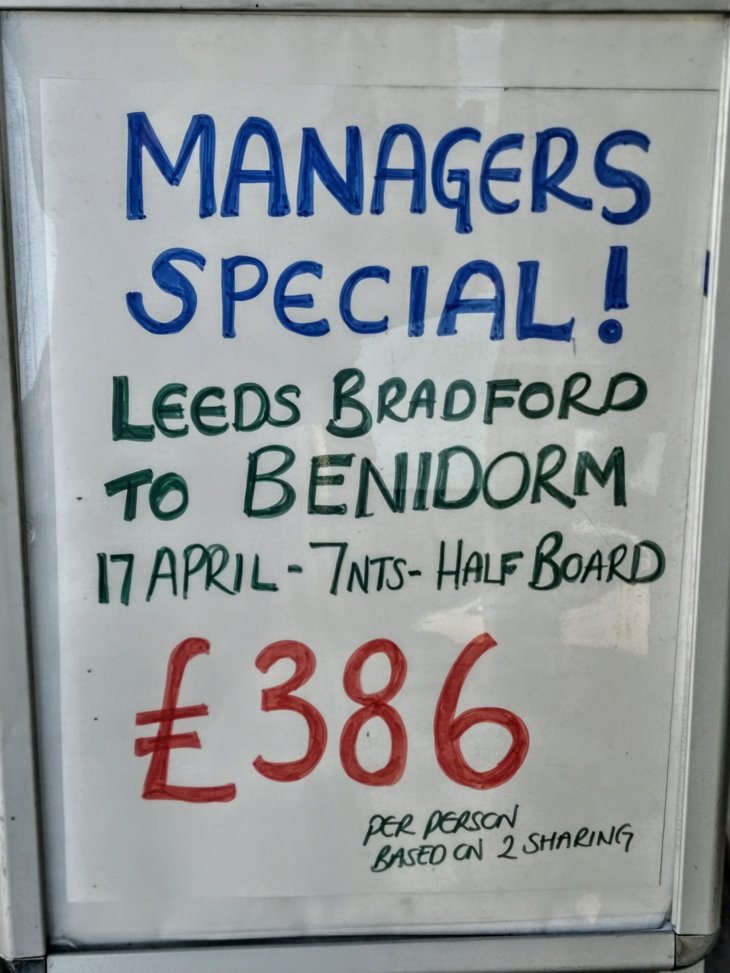 MANAGERS
SPECIAL!
LEEDS BRADFORD
TO BENIDORM
17 APRIL - 7NTS - HALF BOARD
£386
PER PERSON
BASED ON 2 SHARING